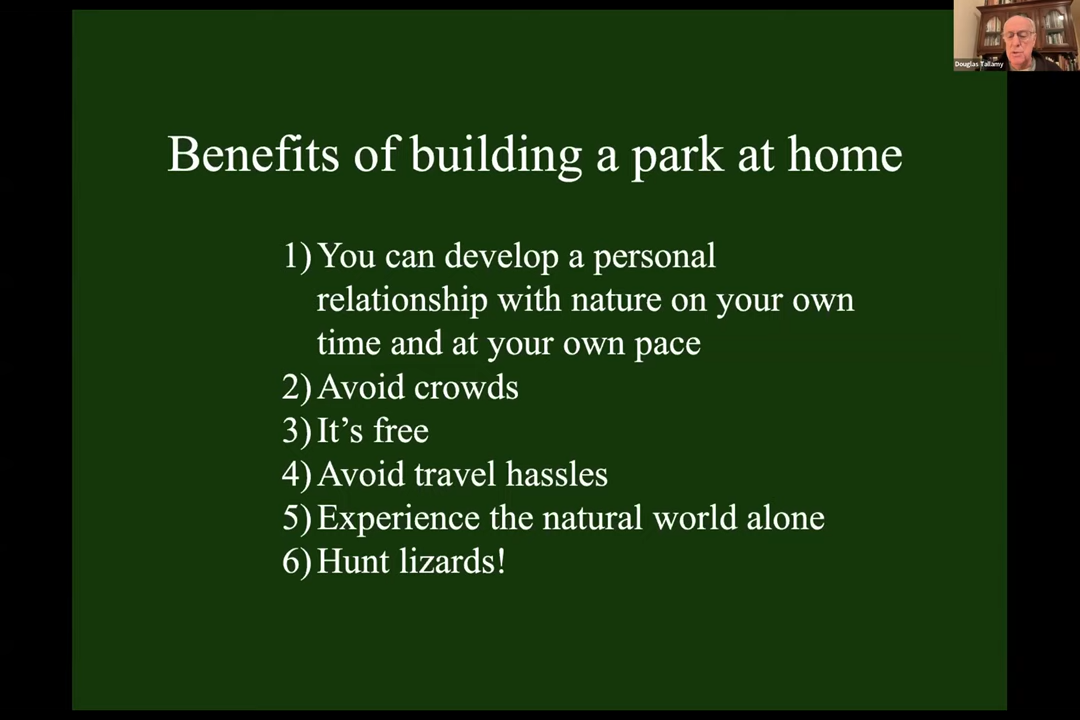 Douglas Tallamy
Benefits of building a park at home
1) You can develop a personal
relationship with nature on your own
time and at your own pace
2) Avoid crowds
3) It’s free
4) Avoid travel hassles
5) Experience the natural world alone
6) Hunt lizards!